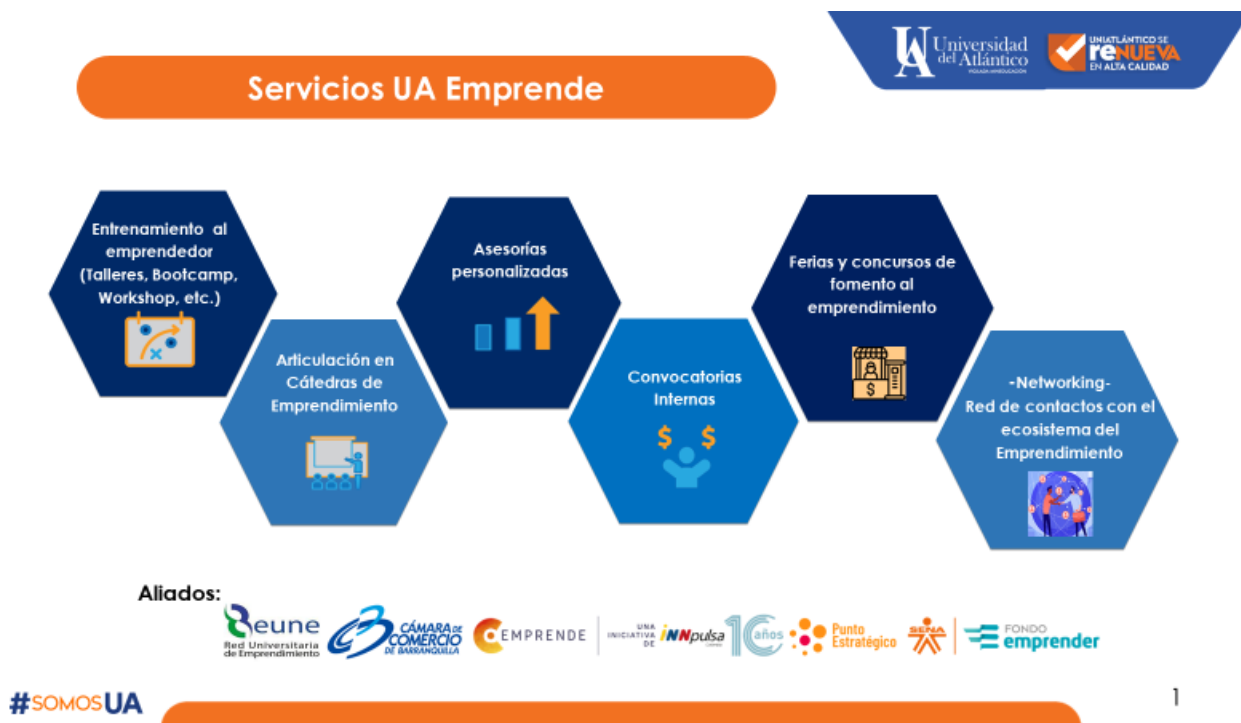 Universidad
del Atlántico
UNIATLÁNTICO SE
reNUEVA
EN ALTA CALIDAD
Servicios UA Emprende
Entrenamiento al
emprendedor
(Talleres, Bootcamp,
Workshop, etc.)
Articulación en
Cátedras de
Emprendimiento
Asesorías
personalizadas
Convocatorias
Internas
$ $
Ferias y concursos de
fomento al
emprendimiento
$
-Networking-
Red de contactos con el
ecosistema del
Emprendimiento
Aliados:
Reune
Red Universitaria
de Emprendimiento
CÁMARA DE
COMERCIO
DE BARRANQUILLA
CEMPRENDE
UNA
INICIATIVA
DE
iNNpulsa
10 años
Punto
Estratégico
SENA
FONDO
emprender
#SOMOSUA
1